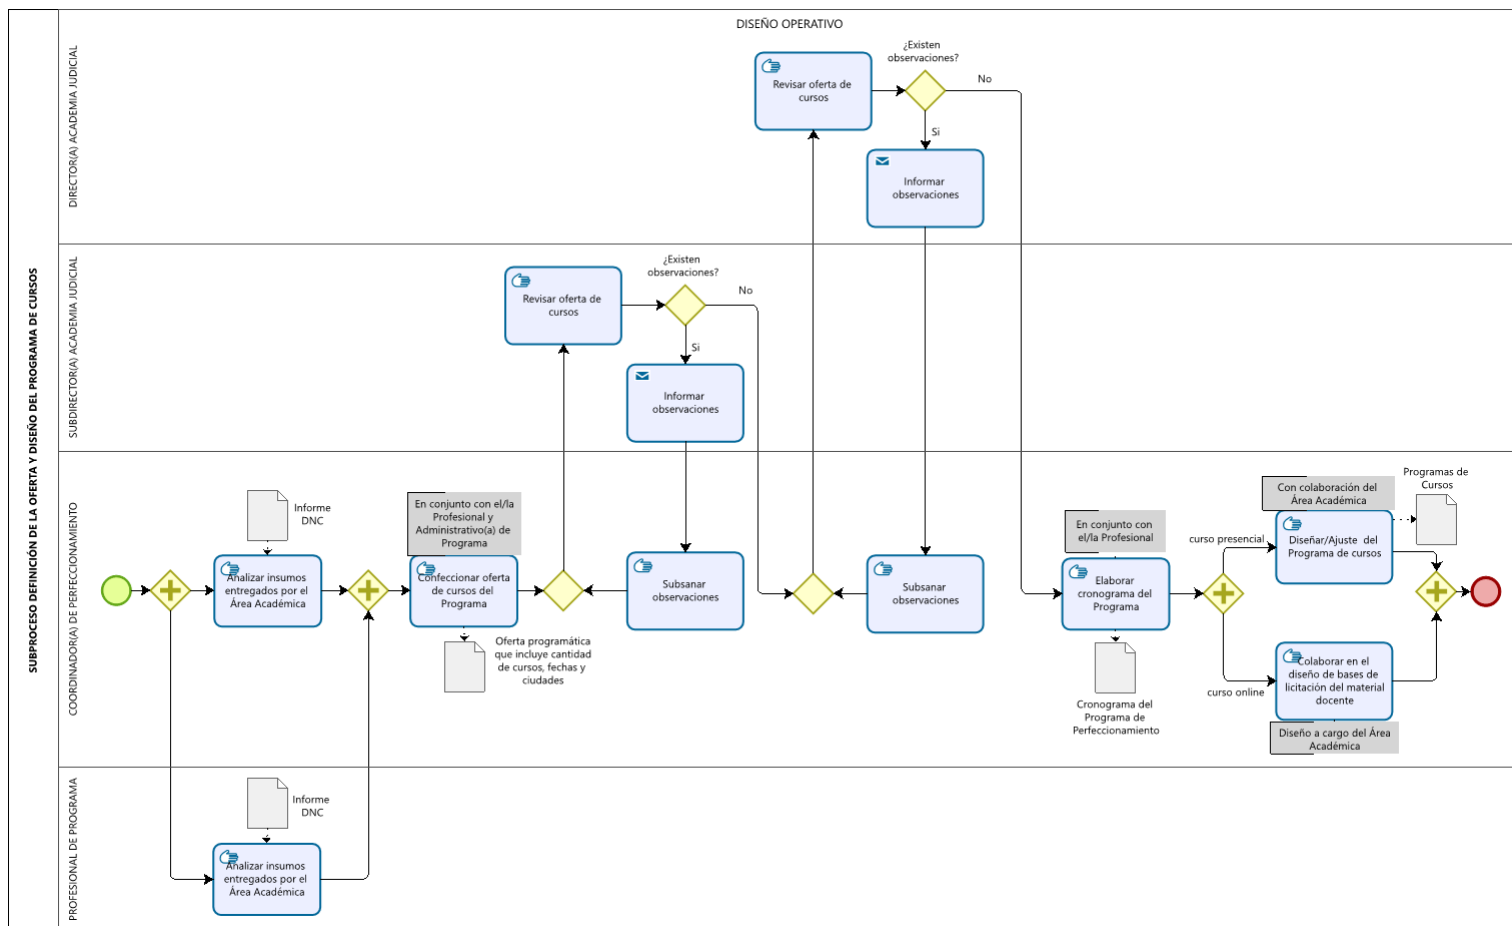 DISEÑO OPERATIVO
SUBPROCESO DEFINICIÓN DE LA OFERTA Y DISEÑO DEL PROGRAMA DE CURSOS
DIRECTOR(A) ACADEMIA JUDICIAL
Revisar oferta de
cursos
¿Existen
observaciones?
No
Si
Informar
observaciones
SUBDIRECTOR(A) ACADEMIA JUDICIAL
Revisar oferta de
cursos
¿Existen
observaciones?
No
Si
Informar
observaciones
COORDINADOR(A) DE PERFECCIONAMIENTO
Informe
DNC
Analizar insumos
entregados por el
Área Académica
En conjunto con el/la
Profesional y
Administrativo(a) de
Programa
Confeccionar oferta
de cursos del
Programa
Oferta programática
que incluye cantidad
de cursos, fechas y
ciudades
Subsanar
observaciones
Subsanar
observaciones
En conjunto con
el/la Profesional
Elaborar
cronograma del
Programa
Cronograma del
Programa de
Perfeccionamiento
curso presencial
Con colaboración del
Área Académica
Diseñar/Ajuste del
Programa de cursos
Programas de
Cursos
curso online
Colaborar en el
diseño de bases de
licitación del material
docente
Diseño a cargo del Área
Académica
PROFESIONAL DE PROGRAMA
Informe
DNC
Analizar insumos
entregados por el
Área Académica